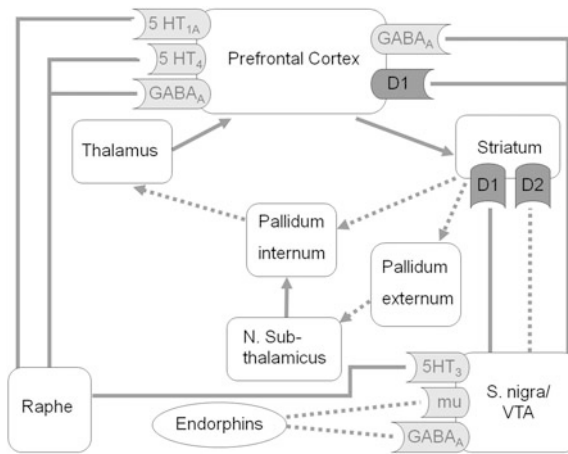 5 HT1A
5 HT4
GABAA
Prefrontal Cortex
GABAA
D1
Thalamus
Striatum
D1 D2
Pallidum
internum
Pallidum
externum
N. Sub-
thalamicus
Raphe
Endorphins
5HT3
mu
GABAA
S. nigra/
VTA